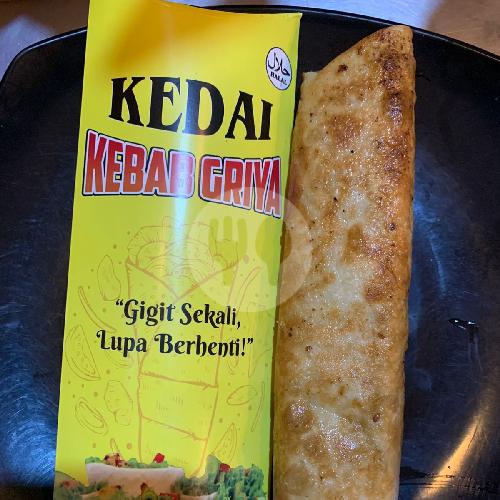 حلال
HALAL
KEDAI
KEBAB GRIYA
“Gigit Sekali,
Lupa Berhenti!”